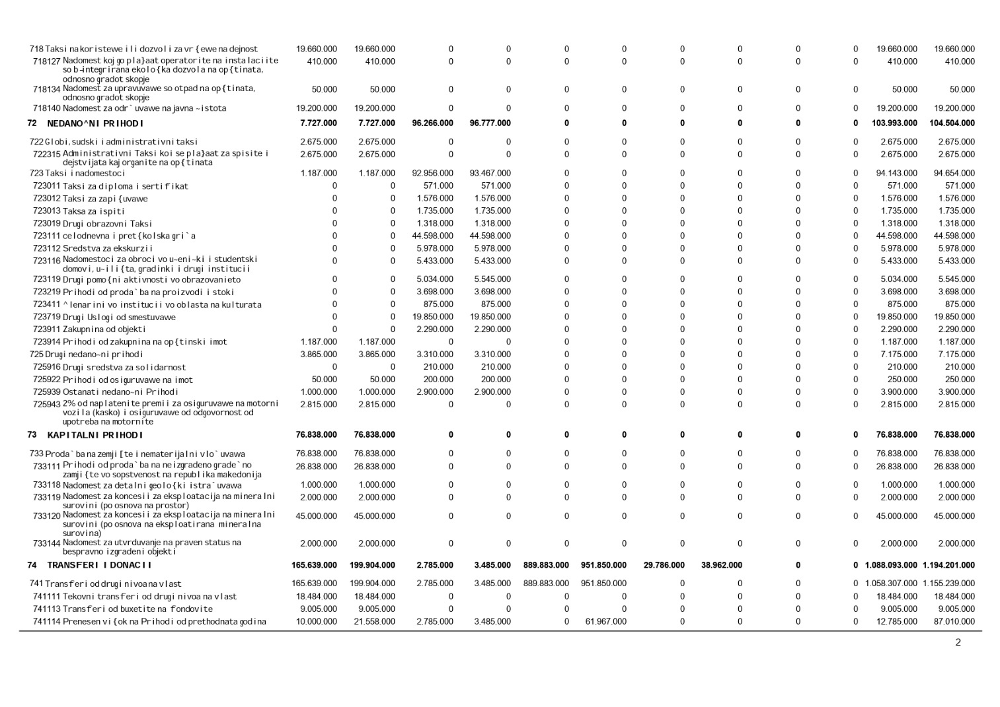 718 Taksi na koristewe ili dozvoli za vr{ewe na dejnost 19.660.000 19.660.000 0 0 0 0 0 0 0 0 19.660.000 19.660.000
718127 Nadomest koj go pla}aat operatorite na instalaciite 410.000 410.000 0 0 0 0 0 0 0 0 410.000 410.000
so b-integrirana ekolo{ka dozvola na op{tinata,
odnosno gradot skopje
718134 Nadomest za upravuvawe so otpad na op{tinata, 50.000 50.000 0 0 0 0 0 0 0 0 50.000 50.000
odnosno gradot skopje
718140 Nadomest za odr`uvawe na javna ~istota 19.200.000 19.200.000 0 0 0 0 0 0 0 0 19.200.000 19.200.000
72 NEDANO^NI PRIHODI 7.727.000 7.727.000 96.266.000 96.777.000 0 0 0 0 0 0 103.993.000 104.504.000
722 Globi, sudski i administrativni taksi 2.675.000 2.675.000 0 0 0 0 0 0 0 0 2.675.000 2.675.000
722315 Administrativni Taksi koi se pla}aat za spisite i 2.675.000 2.675.000 0 0 0 0 0 0 0 0 2.675.000 2.675.000
dejstvijata kaj organite na op{tinata
723 Taksi i nadomestoci 1.187.000 1.187.000 92.956.000 93.467.000 0 0 0 0 0 0 94.143.000 94.654.000
723011 Taksi za diploma i sertifikat 0 0 571.000 571.000 0 0 0 0 0 0 571.000 571.000
723012 Taksi za zapi{uvawe 0 0 1.576.000 1.576.000 0 0 0 0 0 0 1.576.000 1.576.000
723013 Taksa za ispiti 0 0 1.735.000 1.735.000 0 0 0 0 0 0 1.735.000 1.735.000
723019 Drugi obrazovni Taksi 0 0 1.318.000 1.318.000 0 0 0 0 0 0 1.318.000 1.318.000
723111 celodnevna i pret{kolska gri`a 0 0 44.598.000 44.598.000 0 0 0 0 0 0 44.598.000 44.598.000
723112 Sredstva za ekskurzii 0 0 5.978.000 5.978.000 0 0 0 0 0 0 5.978.000 5.978.000
723116 Nadomestoci za obroci vo u~eni~ki i studentski 0 0 5.433.000 5.433.000 0 0 0 0 0 0 5.433.000 5.433.000
domovi, u~ili{ta, gradinki i drugi institucii
723119 Drugi pomo{ni aktivnosti vo obrazovanieto 0 0 5.034.000 5.545.000 0 0 0 0 0 0 5.034.000 5.545.000
723219 Prihodi od proda`ba na proizvodi i stoki 0 0 3.698.000 3.698.000 0 0 0 0 0 0 3.698.000 3.698.000
723411 ^lenarini vo institucii vo oblasta na kulturata 0 0 875.000 875.000 0 0 0 0 0 0 875.000 875.000
723719 Drugi Uslogi od smestuvawe 0 0 19.850.000 19.850.000 0 0 0 0 0 0 19.850.000 19.850.000
723911 Zakupnina od objekti 0 0 2.290.000 2.290.000 0 0 0 0 0 0 2.290.000 2.290.000
723914 Prihodi od zakupnina na op{tinski imot 1.187.000 1.187.000 0 0 0 0 0 0 0 0 1.187.000 1.187.000
725 Drugi nedano~ni prihodi 3.865.000 3.865.000 3.310.000 3.310.000 0 0 0 0 0 0 7.175.000 7.175.000
725916 Drugi sredstva za solidarnost 0 0 210.000 210.000 0 0 0 0 0 0 210.000 210.000
725922 Prihodi od osiguruvawe na imot 50.000 50.000 200.000 200.000 0 0 0 0 0 0 250.000 250.000
725939 Ostanati nedano~ni Prihodi 1.000.000 1.000.000 2.900.000 2.900.000 0 0 0 0 0 0 3.900.000 3.900.000
725943 2% od naplatenite premii za osiguruvawe na motorni 2.815.000 2.815.000 0 0 0 0 0 0 0 0 2.815.000 2.815.000
vozila (kasko) i osiguruvawe od odgovornost od
upotreba na motornite
73 KAPITALNI PRIHODI 76.838.000 76.838.000 0 0 0 0 0 0 0 0 76.838.000 76.838.000
733 Proda`ba na zemji[te i nematerijalni vlo`uvawa 76.838.000 76.838.000 0 0 0 0 0 0 0 0 76.838.000 76.838.000
733111 Prihodi od proda`ba na neizgradeno grade`no 26.838.000 26.838.000 0 0 0 0 0 0 0 0 26.838.000 26.838.000
zamji{te vo sopstvenost na republika makedonija
733118 Nadomest za detalni geolo{ki istra`uvawa 1.000.000 1.000.000 0 0 0 0 0 0 0 0 1.000.000 1.000.000
733119 Nadomest za koncesii za eksploatacija na mineralni 2.000.000 2.000.000 0 0 0 0 0 0 0 0 2.000.000 2.000.000
surovini (po osnova na prostor)
733120 Nadomest za koncesii za eksploatacija na mineralni 45.000.000 45.000.000 0 0 0 0 0 0 0 0 45.000.000 45.000.000
surovini (po osnova na eksploatirana mineralna
surovina)
733144 Nadomest za utvrduvanje na praven status na 2.000.000 2.000.000 0 0 0 0 0 0 0 0 2.000.000 2.000.000
bespravno izgradeni objekti
74 TRANSFERI I DONACII 165.639.000 199.904.000 2.785.000 3.485.000 889.883.000 951.850.000 29.786.000 38.962.000 0 0 1.088.093.000 1.194.201.000
741 Transferi od drugi nivoa na vlast 165.639.000 199.904.000 2.785.000 3.485.000 889.883.000 951.850.000 0 0 0 0 1.058.307.000 1.155.239.000
741111 Tekovni transferi od drugi nivoa na vlast 18.484.000 18.484.000 0 0 0 0 0 0 0 0 18.484.000 18.484.000
741113 Transferi od buxetite na fondovite 9.005.000 9.005.000 0 0 0 0 0 0 0 0 9.005.000 9.005.000
741114 Prenesen vi{ok na Prihodi od prethodnata godina 10.000.000 21.558.000 2.785.000 3.485.000 0 61.967.000 0 0 0 0 12.785.000 87.010.000
2